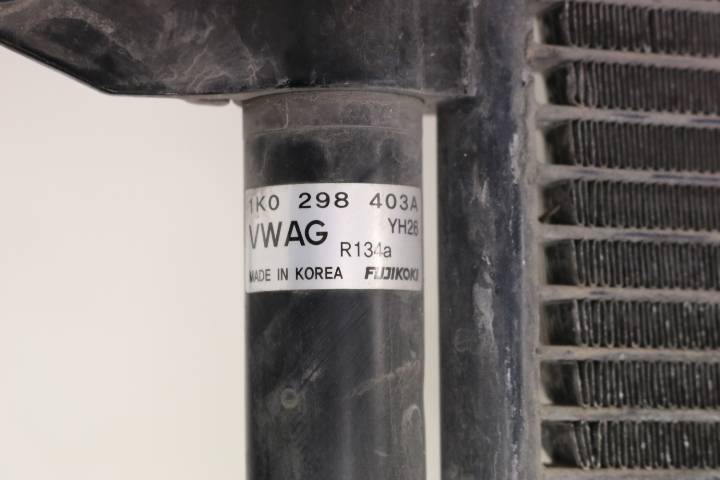 1K0 298 403A
VWAG YH26
R134a
MADE IN KOREA FUJIKOKI